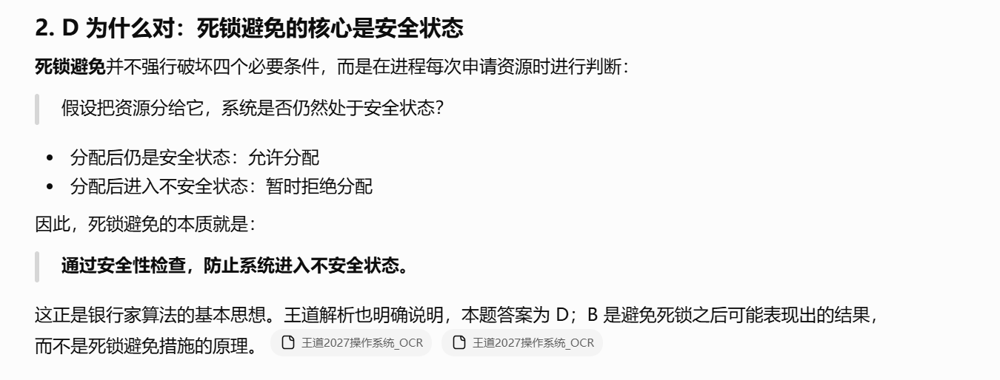 2. D 为什么对：死锁避免的核心是安全状态
死锁避免并不强行破坏四个必要条件，而是在进程每次申请资源时进行判断：
假设把资源分给它，系统是否仍然处于安全状态？
• 分配后仍是安全状态：允许分配
• 分配后进入不安全状态：暂时拒绝分配
因此，死锁避免的本质就是：
通过安全性检查，防止系统进入不安全状态。
这正是银行家算法的基本思想。王道解析也明确说明，本题答案为 D；B 是避免死锁之后可能表现出的结果，
而不是死锁避免措施的原理。 王道2027操作系统_OCR 王道2027操作系统_OCR